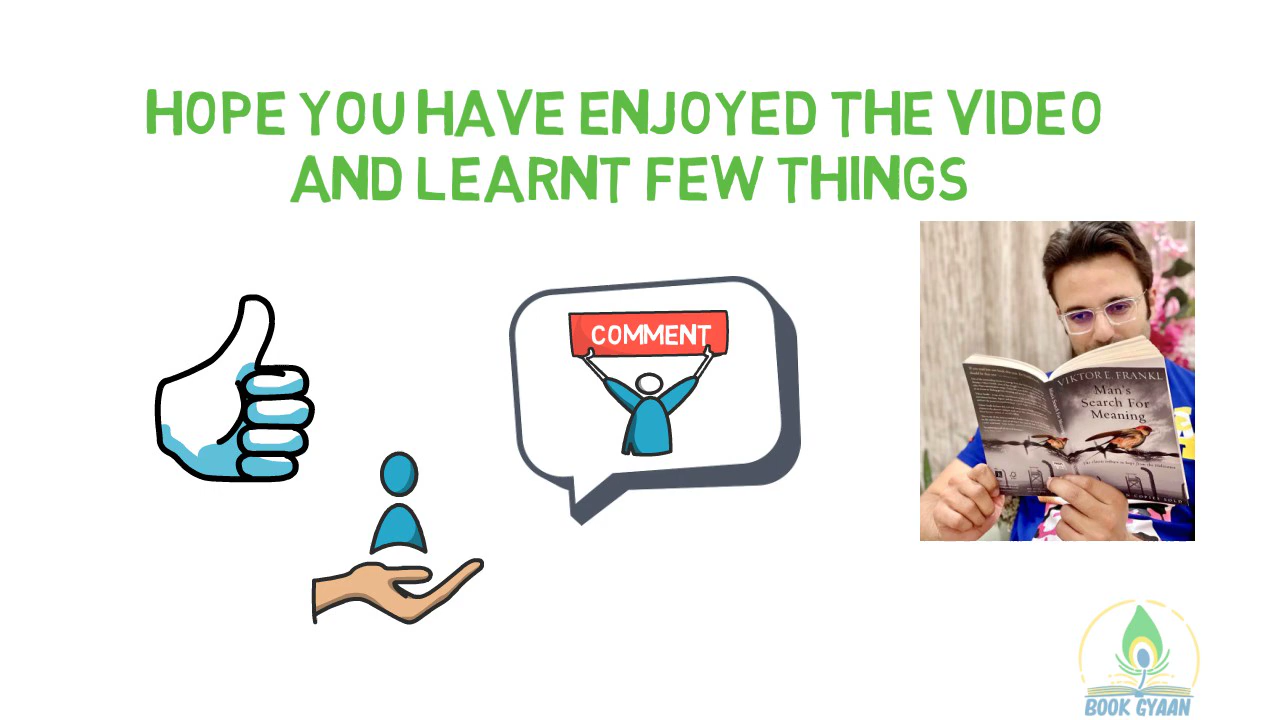 HOPE YOU HAVE ENJOYED THE VIDEO
AND LEARNT FEW THINGS
COMMENT
VIKTOR E. FRANKL
Man's
Search For
Meaning
BOOK GYAAN